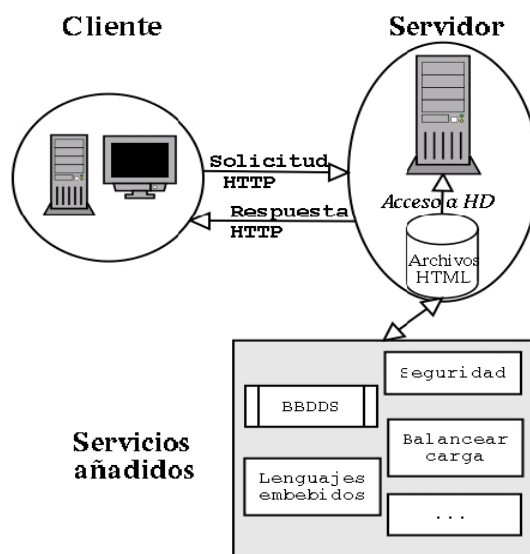 Cliente
Servidor
Solicitud
HTTP
Respuesta
HTTP
Acceso a HD
Archivos
HTML
Servicios
añadidos
Seguridad
BBDDS
Balancear
carga
Lenguajes
embebidos
...